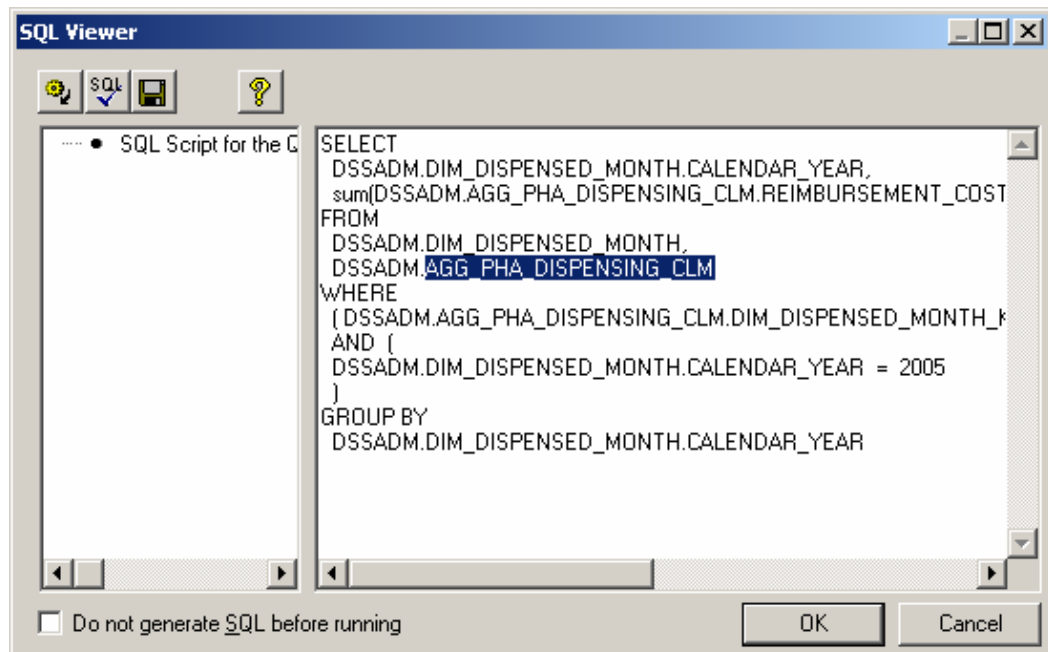 SQL Viewer
SQL
SQL Script for the
SELECT
DSSADM.DIM_DISPENSED_MONTH.CALENDAR_YEAR,
sum(DSSADM.AGG_PHA_DISPENSING_CLM.REIMBURSEMENT_COST
FROM
DSSADM.DIM_DISPENSED_MONTH,
DSSADM.AGG_PHA_DISPENSING_CLM
WHERE
( DSSADM.AGG_PHA_DISPENSING_CLM.DIM_DISPENSED_MONTH_K
AND (
DSSADM.DIM_DISPENSED_MONTH.CALENDAR_YEAR = 2005
)
GROUP BY
DSSADM.DIM_DISPENSED_MONTH.CALENDAR_YEAR
Do not generate SQL before running
OK
Cancel